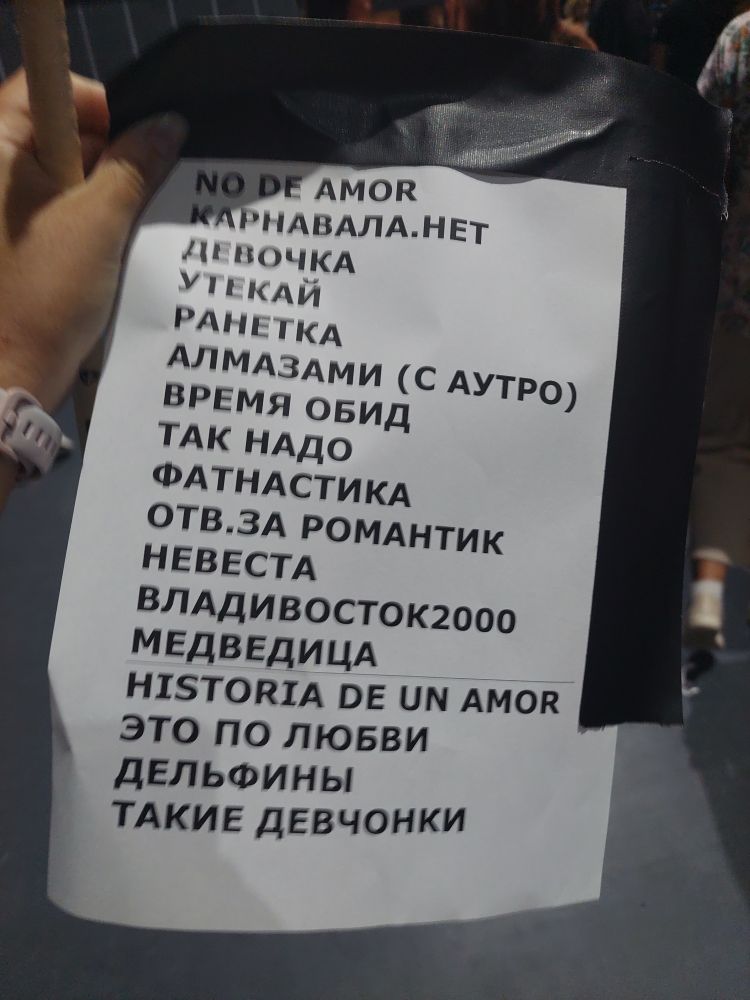 NO DE AMOR
КАРНАВАЛА.НЕТ
ДЕВОЧКА
УТЕКАЙ
РАНЕТКА
АЛМАЗАМИ (С АУТРО)
ВРЕМЯ ОБИД
ТАК НАДО
ФАТНАСТИКА
ОТВ.ЗА РОМАНТИК
НЕВЕСТА
ВЛАДИВОСТОК2000
МЕДВЕДИЦА
HISTORIA DE UN AMOR
ЭТО ПО ЛЮБВИ
ДЕЛЬФИНЫ
ТАКИЕ ДЕВЧОНКИ